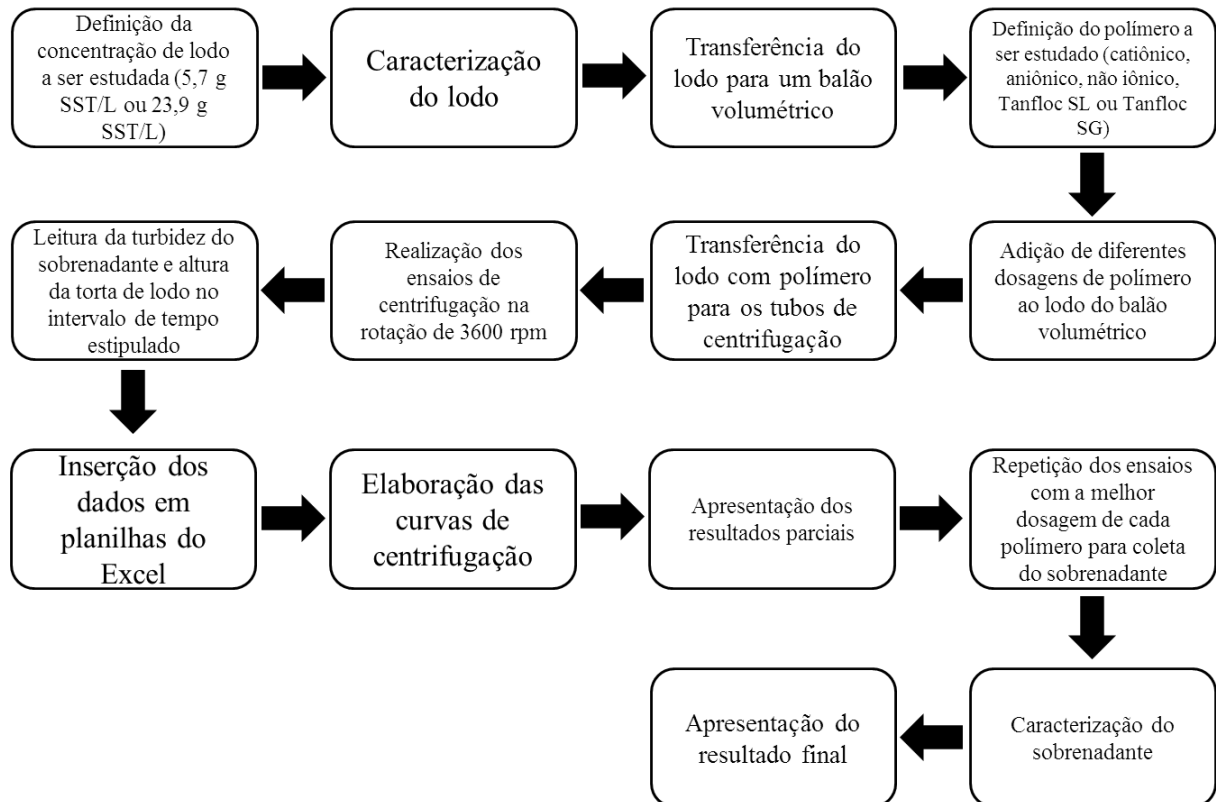 Definição da
concentração de lodo
a ser estudada (5,7 g
SST/L ou 23,9 g
SST/L)
Caracterização
do lodo
Transferência do
lodo para um balão
volumétrico
Definição do polímero a
ser estudado (catiônico,
aniônico, não iônico,
Tanfloc SL ou Tanfloc
SG)
Adição de diferentes
dosagens de polímero
ao lodo do balão
volumétrico
Transferência do
lodo com polímero
para os tubos de
centrifugação
Realização dos
ensaios de
centrifugação na
rotação de 3600 rpm
Leitura da turbidez do
sobrenadante e altura
da torta de lodo no
intervalo de tempo
estipulado
Inserção dos
dados em
planilhas do
Excel
Elaboração das
curvas de
centrifugação
Apresentação dos
resultados parciais
Repetição dos ensaios
com a melhor
dosagem de cada
polímero para coleta
do sobrenadante
Caracterização do
sobrenadante
Apresentação do
resultado final